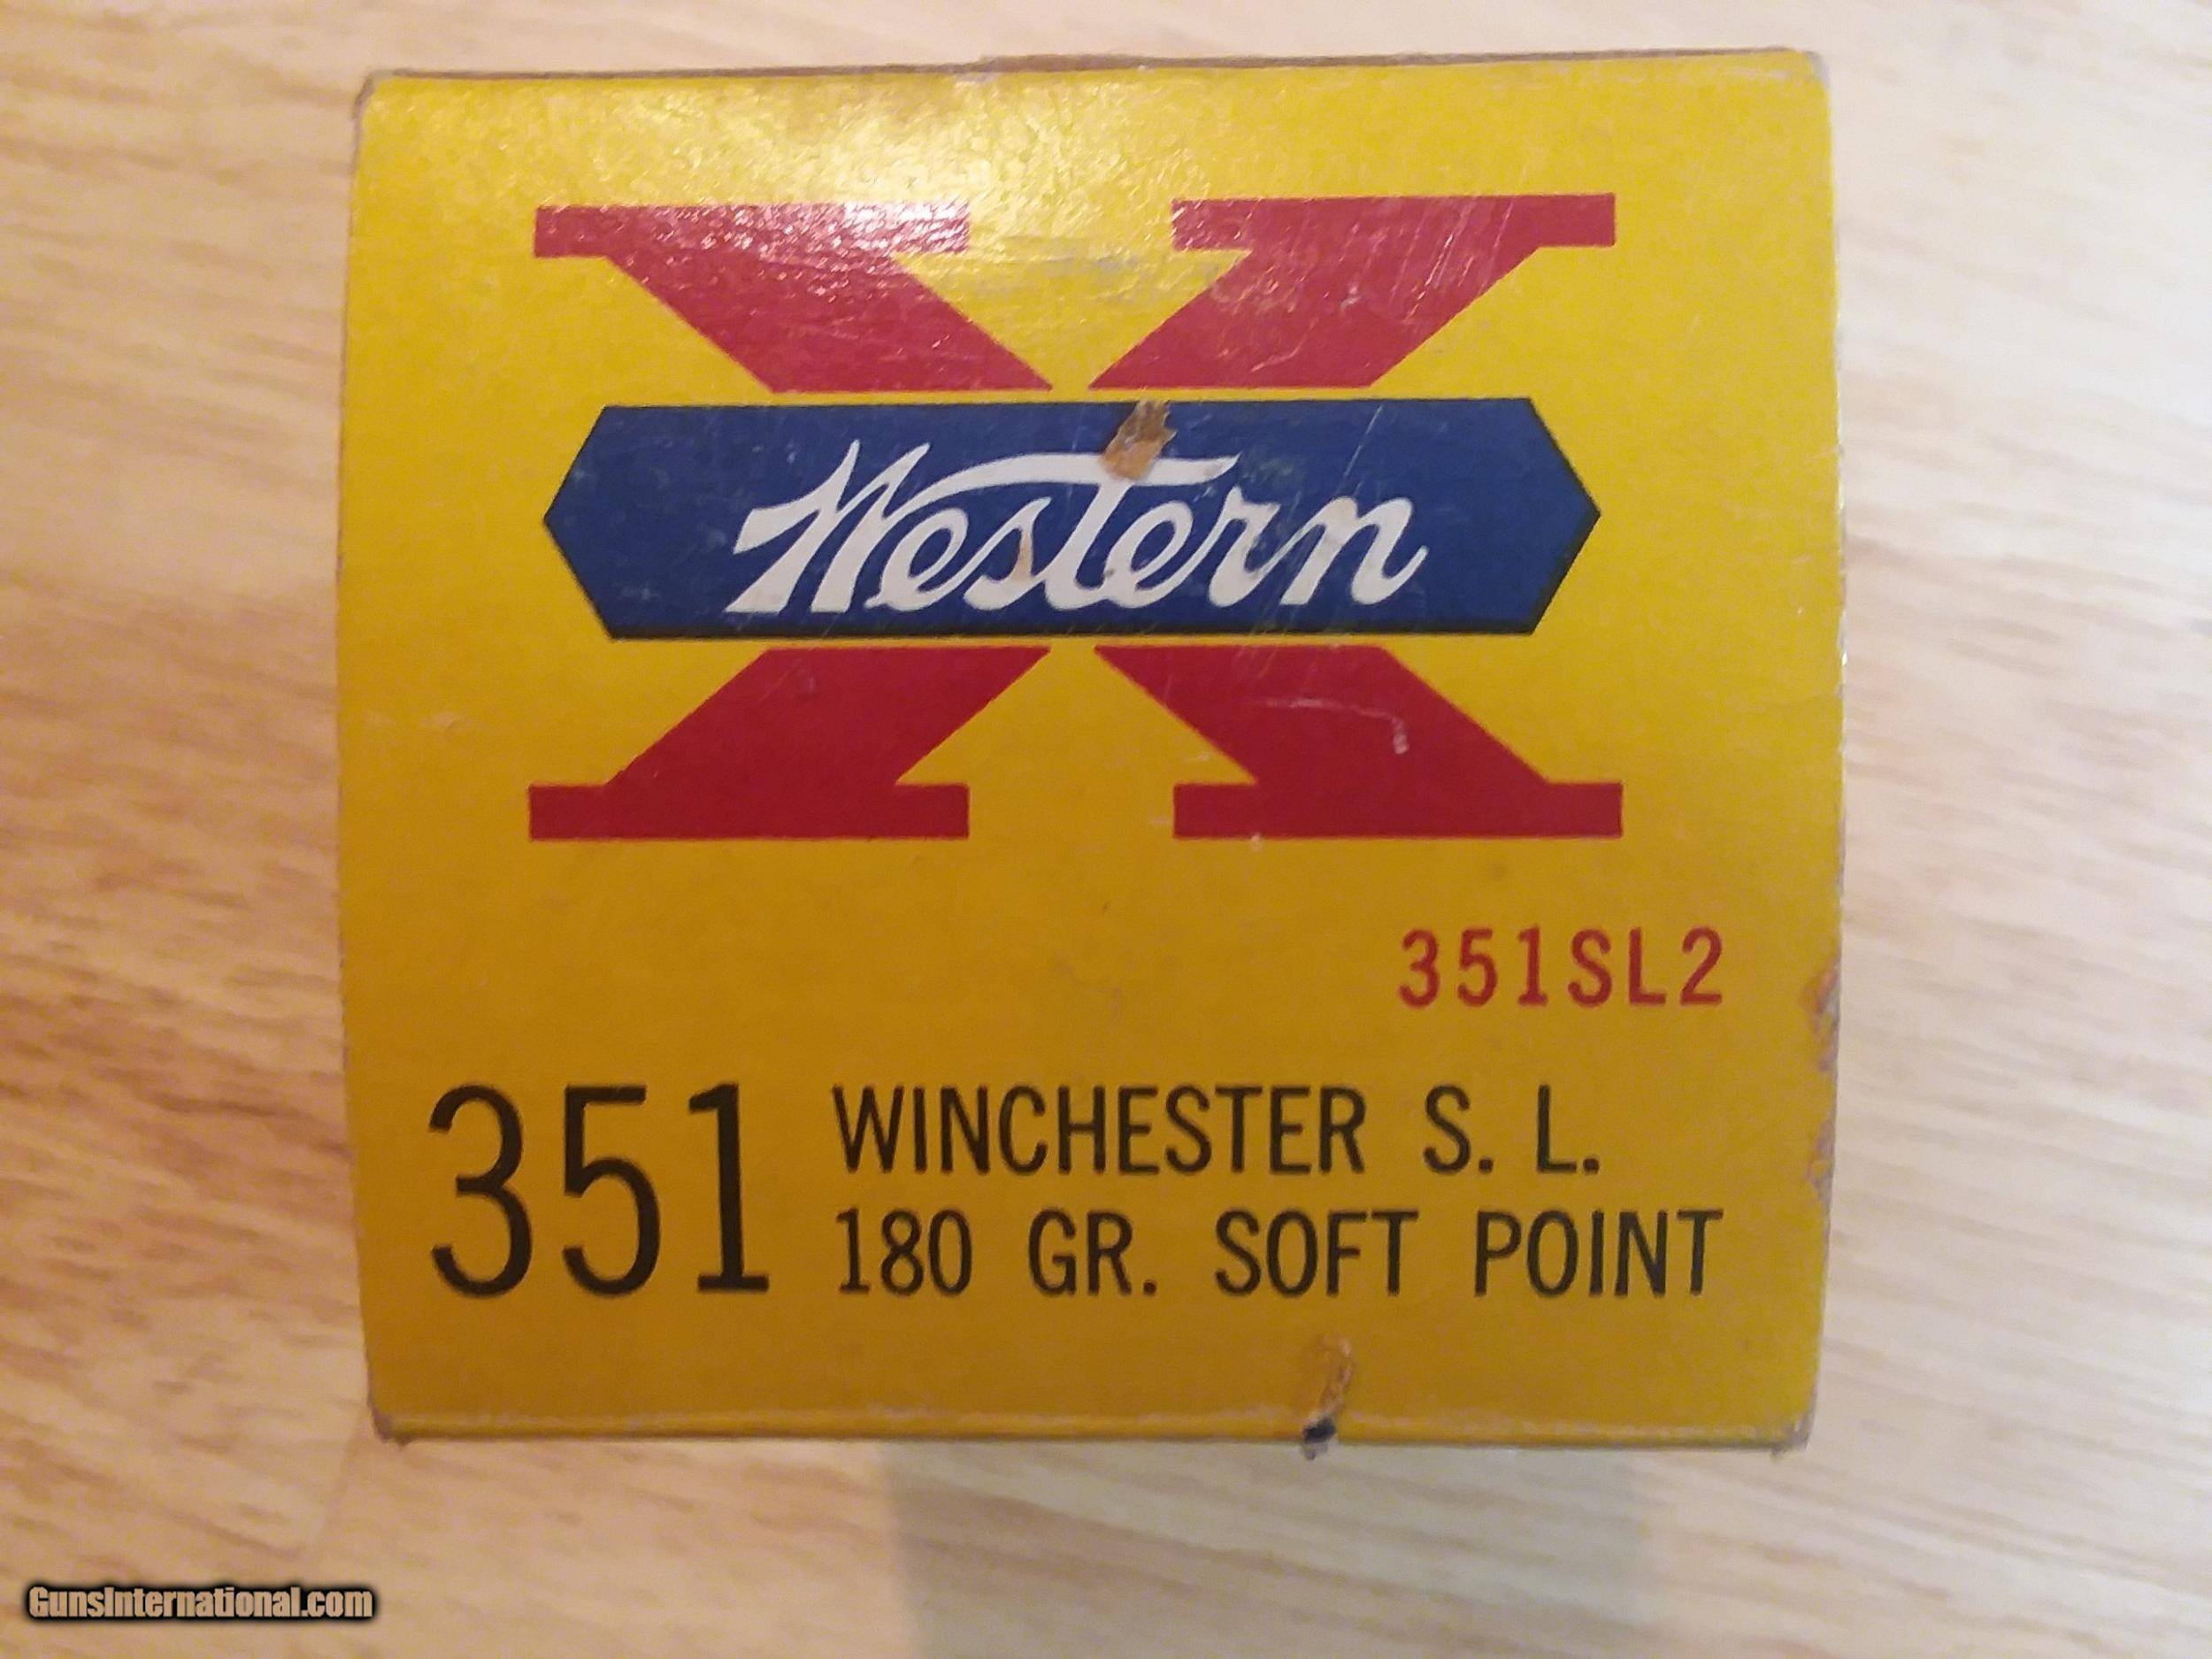 Western
351SL2
351 WINCHESTER S. L.
180 GR. SOFT POINT
GunsInternational.com